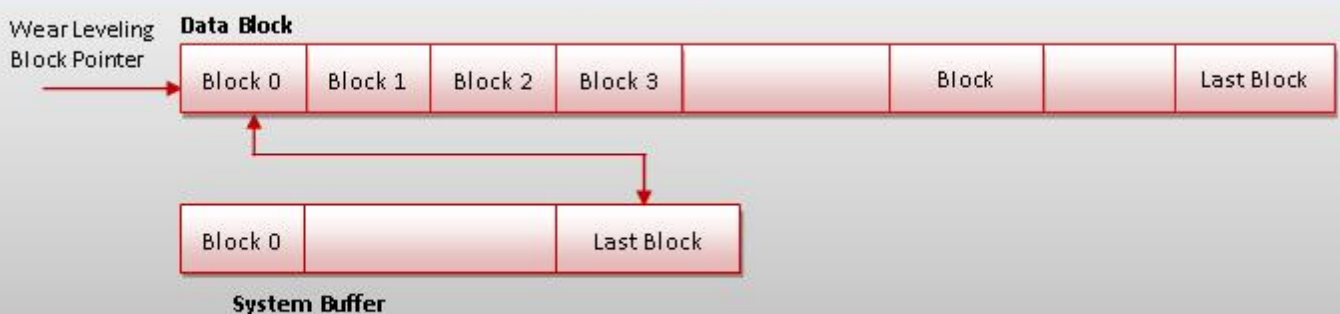 Wear Leveling
Block Pointer
Data Block
Block 0 Block 1 Block 2 Block 3 Block Last Block
Block 0 Last Block
System Buffer